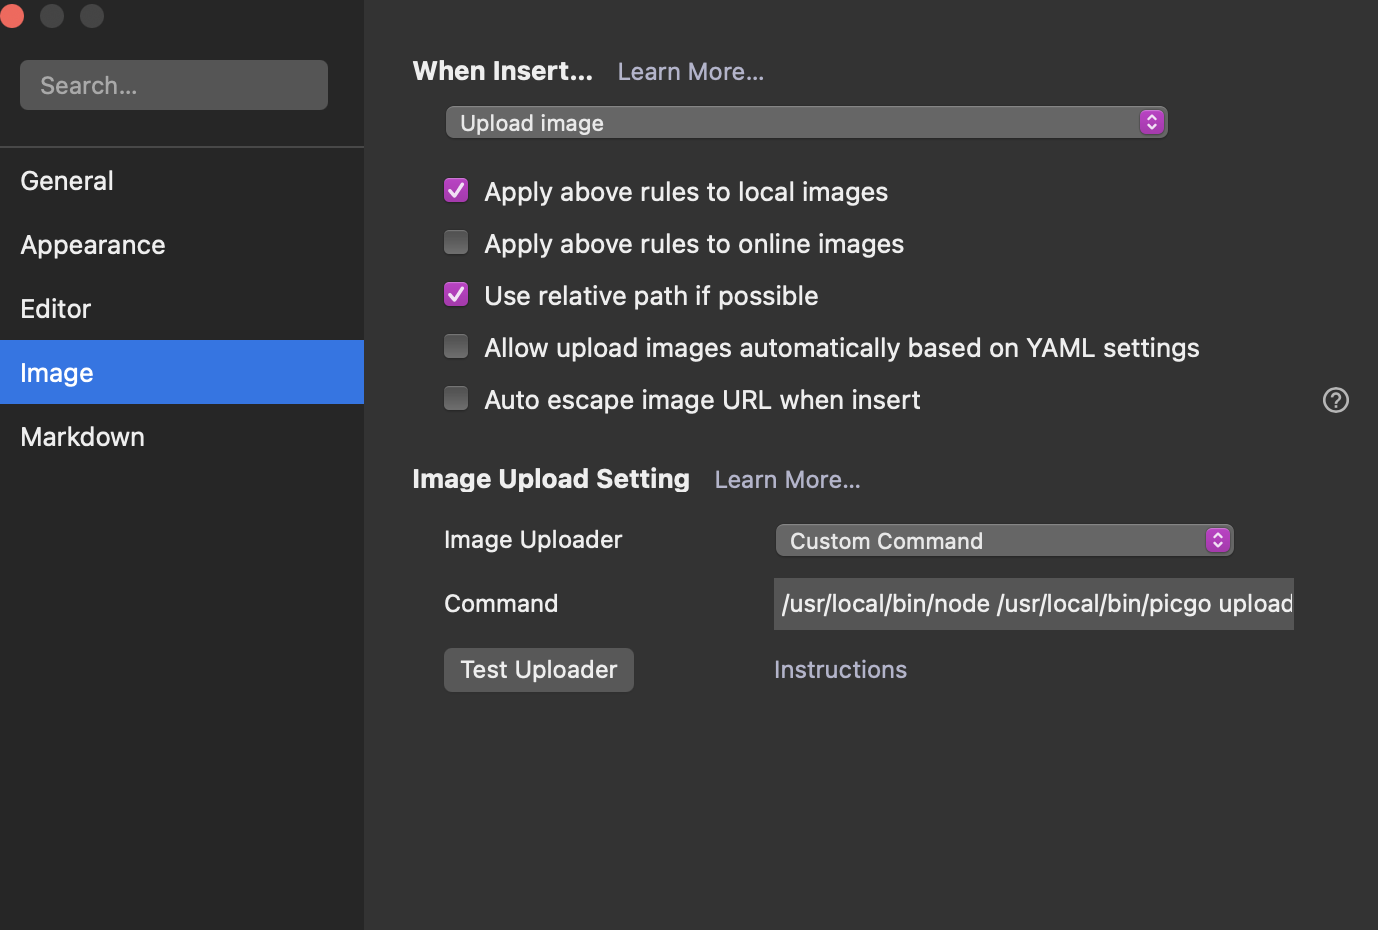 Search...
General
Appearance
Editor
Image
Markdown
When Insert... Learn More...
Upload image
Apply above rules to local images
Apply above rules to online images
Use relative path if possible
Allow upload images automatically based on YAML settings
Auto escape image URL when insert
?
Image Upload Setting Learn More...
Image Uploader Custom Command
Command /usr/local/bin/node /usr/local/bin/picgo upload
Test Uploader Instructions